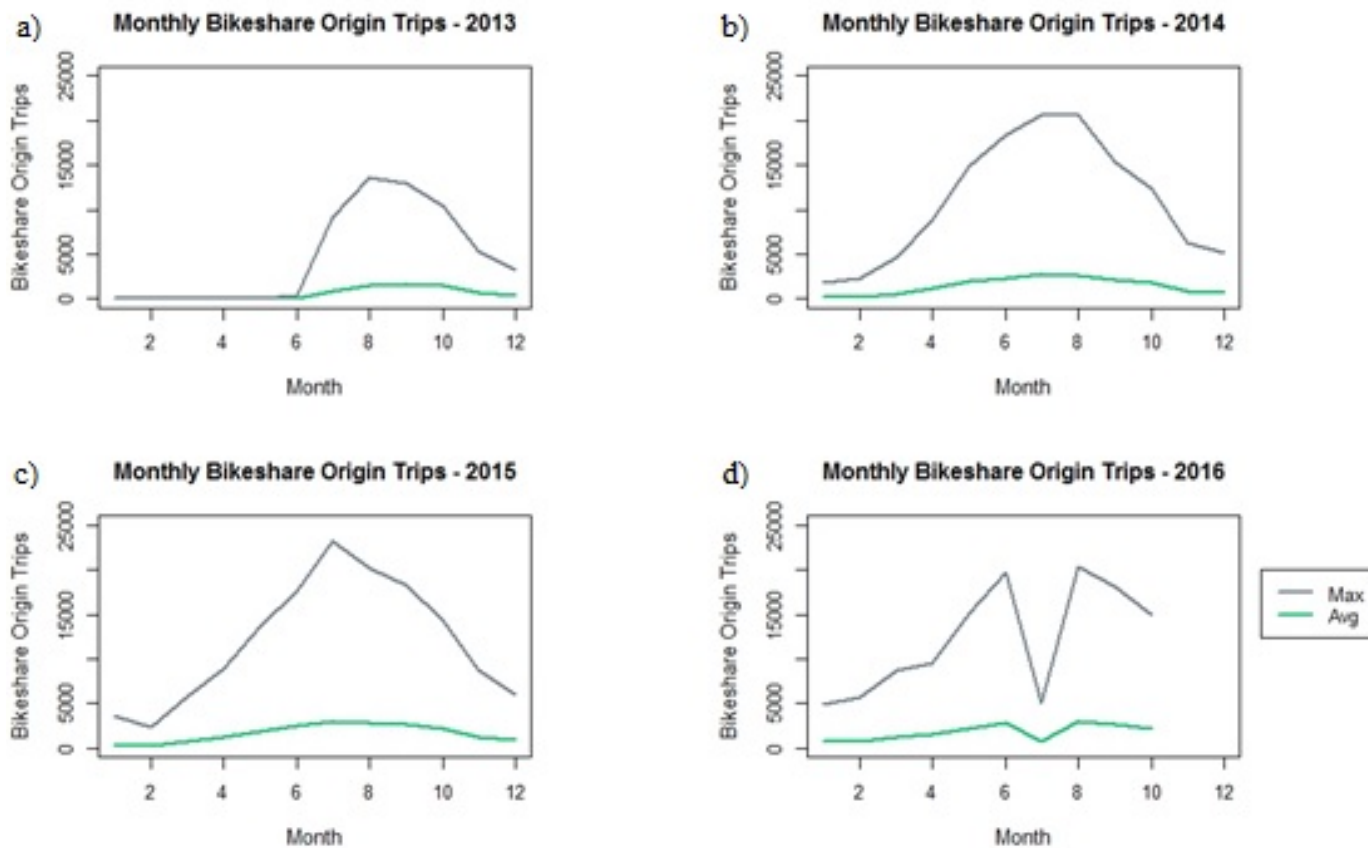 a) Monthly Bikeshare Origin Trips - 2013
Bikeshare Origin Trips
25000
15000
5000
0
2 4 6 8 10 12
Month
b) Monthly Bikeshare Origin Trips - 2014
Bikeshare Origin Trips
25000
15000
5000
0
2 4 6 8 10 12
Month
c) Monthly Bikeshare Origin Trips - 2015
Bikeshare Origin Trips
25000
15000
5000
0
2 4 6 8 10 12
Month
d) Monthly Bikeshare Origin Trips - 2016
Bikeshare Origin Trips
25000
15000
5000
0
2 4 6 8 10 12
Month
Max
Avg